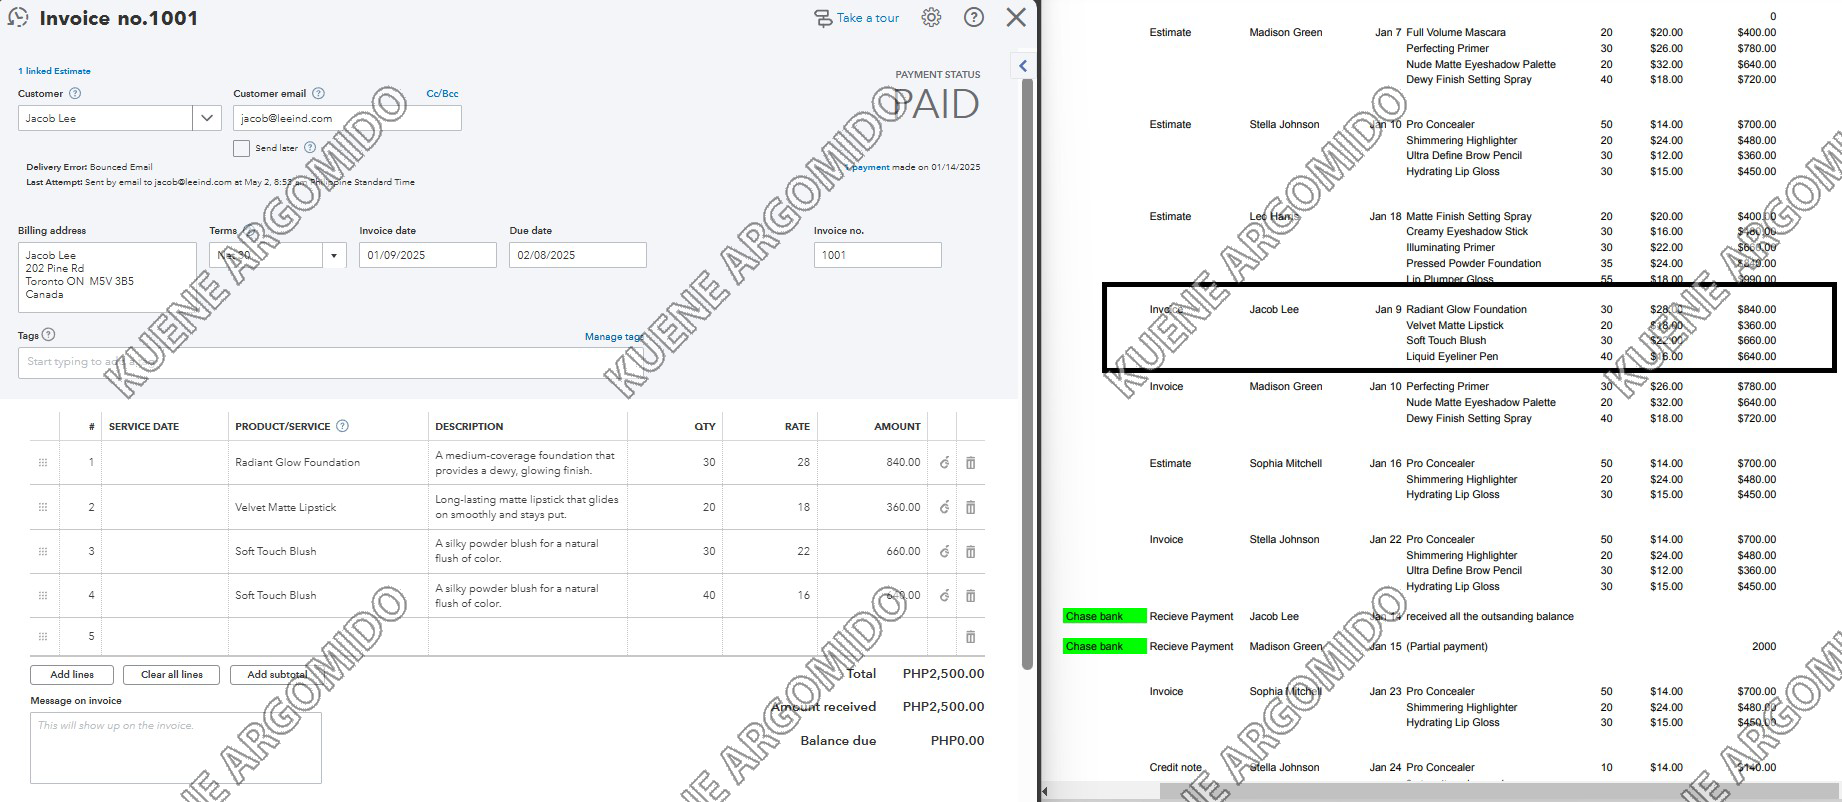 Invoice no.1001
Take a tour
1 linked Estimate
PAYMENT STATUS
PAID
Customer
Customer email
Cc/Bcc
Jacob Lee
jacob@leeind.com
Send later
Delivery Error: Bounced Email
1 payment made on 01/14/2025
Last Attempt: Sent by email to jacob@leeind.com at May 2, 8:53 am Philippine Standard Time
Billing address
Terms
Invoice date
Due date
Invoice no.
Jacob Lee
202 Pine Rd
Toronto ON M5V 3B5
Canada
Net 30
01/09/2025
02/08/2025
1001
Tags
Manage tags
Start typing to add a tag
# SERVICE DATE PRODUCT/SERVICE DESCRIPTION QTY RATE AMOUNT
1 Radiant Glow Foundation A medium-coverage foundation that 30 28 840.00
provides a dewy, glowing finish.
2 Velvet Matte Lipstick Long-lasting matte lipstick that glides 20 18 360.00
on smoothly and stays put.
3 Soft Touch Blush A silky powder blush for a natural 30 22 660.00
flush of color.
4 Soft Touch Blush A silky powder blush for a natural 40 16 640.00
flush of color.
5
Add lines Clear all lines Add subtotal
Total PHP2,500.00
Message on invoice
This will show up on the invoice.
Amount received PHP2,500.00
Balance due PHP0.00
0
Estimate Madison Green Jan 7 Full Volume Mascara 20 $20.00 $400.00
Perfecting Primer 30 $26.00 $780.00
Nude Matte Eyeshadow Palette 20 $32.00 $640.00
Dewy Finish Setting Spray 40 $18.00 $720.00
Estimate Stella Johnson Jan 10 Pro Concealer 50 $14.00 $700.00
Shimmering Highlighter 20 $24.00 $480.00
Ultra Define Brow Pencil 30 $12.00 $360.00
Hydrating Lip Gloss 30 $15.00 $450.00
Estimate Leo Harris Jan 18 Matte Finish Setting Spray 20 $20.00 $400.00
Creamy Eyeshadow Stick 30 $16.00 $480.00
Illuminating Primer 30 $22.00 $660.00
Pressed Powder Foundation 35 $24.00 $840.00
Lip Plumper Gloss 55 $18.00 $990.00
Invoice Jacob Lee Jan 9 Radiant Glow Foundation 30 $28.00 $840.00
Velvet Matte Lipstick 20 $18.00 $360.00
Soft Touch Blush 30 $22.00 $660.00
Liquid Eyeliner Pen 40 $16.00 $640.00
Invoice Madison Green Jan 10 Perfecting Primer 30 $26.00 $780.00
Nude Matte Eyeshadow Palette 20 $32.00 $640.00
Dewy Finish Setting Spray 40 $18.00 $720.00
Estimate Sophia Mitchell Jan 16 Pro Concealer 50 $14.00 $700.00
Shimmering Highlighter 20 $24.00 $480.00
Hydrating Lip Gloss 30 $15.00 $450.00
Invoice Stella Johnson Jan 22 Pro Concealer 50 $14.00 $700.00
Shimmering Highlighter 20 $24.00 $480.00
Ultra Define Brow Pencil 30 $12.00 $360.00
Hydrating Lip Gloss 30 $15.00 $450.00
Chase bank Recieve Payment Jacob Lee Jan 14 received all the outsanding balance
Chase bank Recieve Payment Madison Green Jan 15 (Partial payment) 2000
Invoice Sophia Mitchell Jan 23 Pro Concealer 50 $14.00 $700.00
Shimmering Highlighter 20 $24.00 $480.00
Hydrating Lip Gloss 30 $15.00 $450.00
Credit note Stella Johnson Jan 24 Pro Concealer 10 $14.00 $140.00
KUENE ARGOMIDO
KUENE ARGOMIDO
KUENE ARGOMIDO
KUENE ARGOMIDO
NE ARGOMIDO
NE ARGOMIDO
NE ARGOMIDO